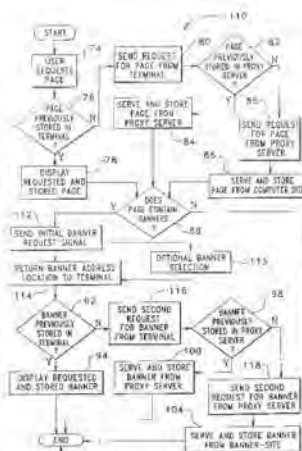 110
START
74
USER
REQUESTS
PAGE
76
PAGE
PREVIOUSLY
STORED IN
TERMINAL
?
Y
N
DISPLAY
REQUESTED
AND STORED PAGE
78
80
SEND REQUEST
FOR PAGE FROM
TERMINAL
82
PAGE
PREVIOUSLY
STORED IN PROXY
SERVER
?
Y
N
SERVE AND STORE
PAGE FROM
PROXY SERVER
84
SEND REQUEST
FOR PAGE
FROM PROXY
SERVER
SERVE AND STORE
PAGE FROM COMPUTER
DOES
PAGE CONTAIN
BANNERS
?
Y
N
88
112
SEND INITIAL BANNER
REQUEST SIGNAL
OPTIONAL BANNER
SELECTION
113
RETURN BANNER ADDRESS
LOCATION TO TERMINAL
114
92
BANNER
PREVIOUSLY
STORED IN
TERMINAL
?
Y
N
94
DISPLAY REQUESTED
AND STORED BANNER
116
SEND SECOND
REQUEST FOR
BANNER
FROM TERMINAL
98
BANNER
PREVIOUSLY
STORED IN PROXY
SERVER
?
Y
N
100
SERVE AND STORE
BANNER FROM
PROXY SERVER
118
SEND SECOND
REQUEST FOR BANNER
FROM PROXY SERVER
104
SERVE AND STORE BANNER
FROM BANNER-SITE
END